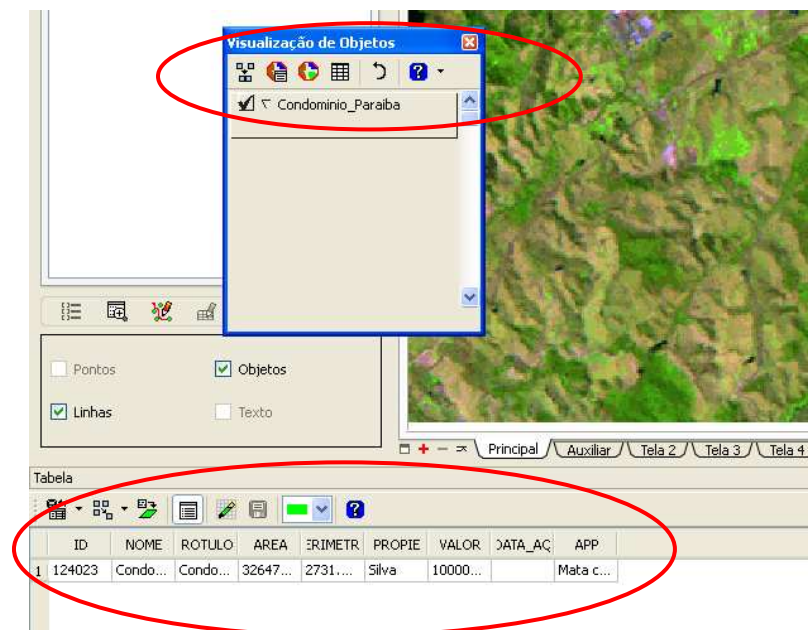 Visualização de Objetos
Condominio_Paraiba
Pontos
Objetos
Linhas
Texto
Principal Auxiliar Tela 2 Tela 3 Tela 4
Tabela
ID NOME ROTULO AREA ERIMETR PROPIE VALOR DATA_AÇ APP
1 124023 Condo... Condo... 32647... 2731.... Silva 10000... Mata c...